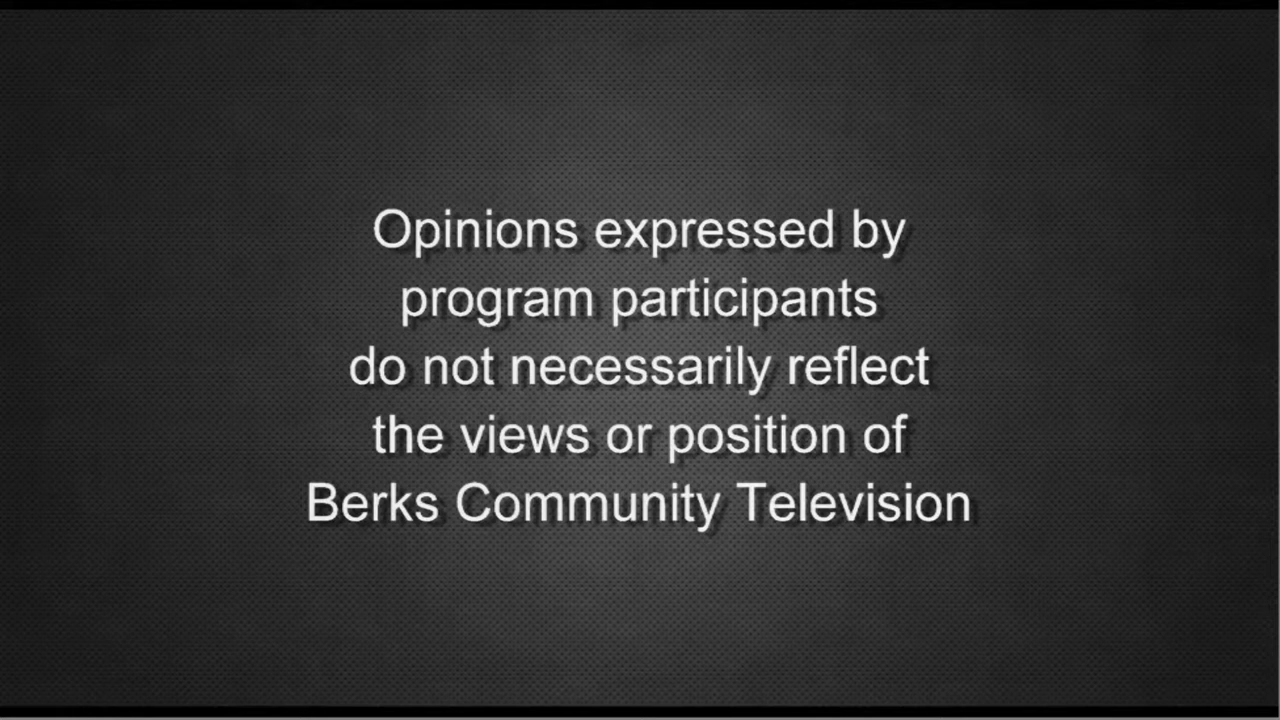 Opinions expressed by
program participants
do not necessarily reflect
the views or position of
Berks Community Television